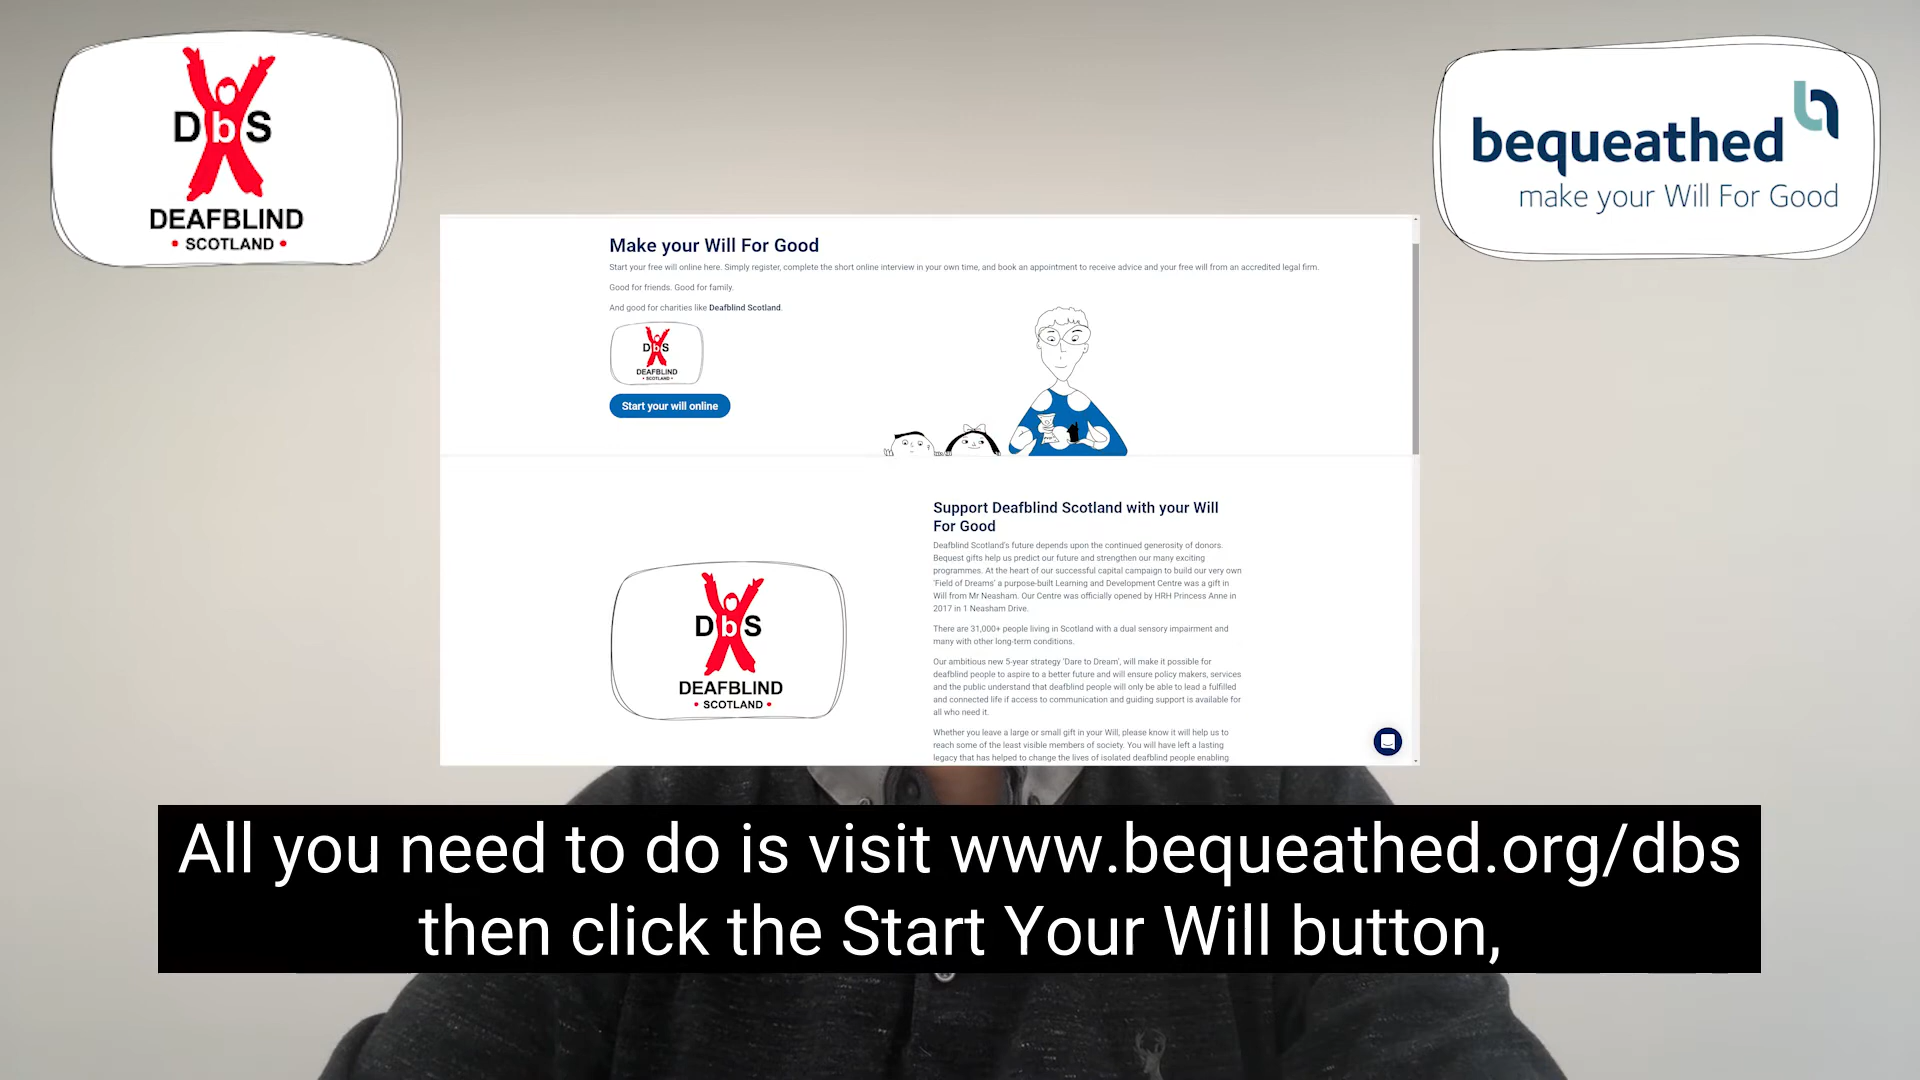 DbS
DEAFBLIND
• SCOTLAND •
bequeathed
make your Will For Good
Make your Will For Good
Start your free will online here. Simply register, complete the short online interview in your own time, and book an appointment to receive advice and your free will from an accredited legal firm.
Good for friends. Good for family.
And good for charities like Deafblind Scotland.
DbS
DEAFBLIND
• SCOTLAND •
Start your will online
DbS
DEAFBLIND
• SCOTLAND •
Support Deafblind Scotland with your Will
For Good
Deafblind Scotland's future depends upon the continued generosity of donors.
Bequest gifts help us predict our future and strengthen our many exciting
programmes. At the heart of our successful capital campaign to build our very own
'Field of Dreams' a purpose-built Learning and Development Centre was a gift in
Will from Mr Neasham. Our Centre was officially opened by HRH Princess Anne in
2017 in 1 Neasham Drive.
There are 31,000+ people living in Scotland with a dual sensory impairment and
many with other long-term conditions.
Our ambitious new 5-year strategy 'Dare to Dream', will make it possible for
deafblind people to aspire to a better future and will ensure policy makers, services
and the public understand that deafblind people will only be able to lead a fulfilled
and connected life if access to communication and guiding support is available for
all who need it.
Whether you leave a large or small gift in your Will, please know it will help us to
reach some of the least visible members of society. You will have left a lasting
legacy that has helped to change the lives of isolated deafblind people enabling
All you need to do is visit www.bequeathed.org/dbs
then click the Start Your Will button,